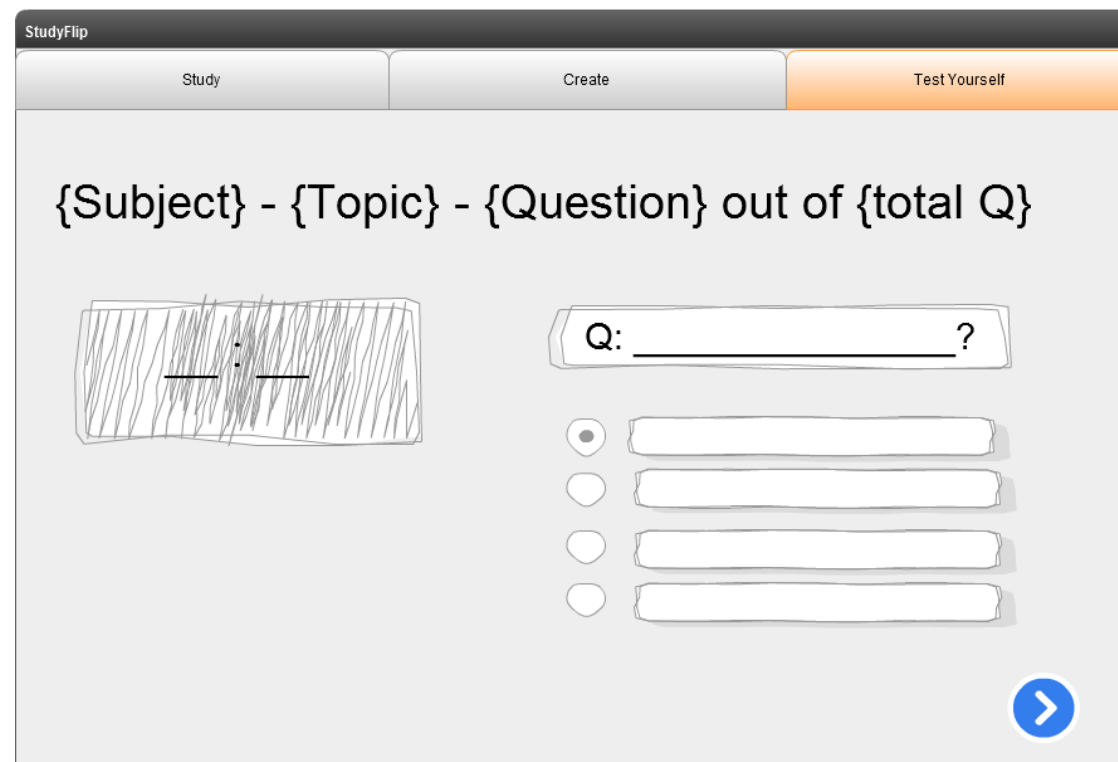 StudyFlip
Study Create Test Yourself
{Subject} - {Topic} - {Question} out of {total Q}
__ : __
Q: ________________?